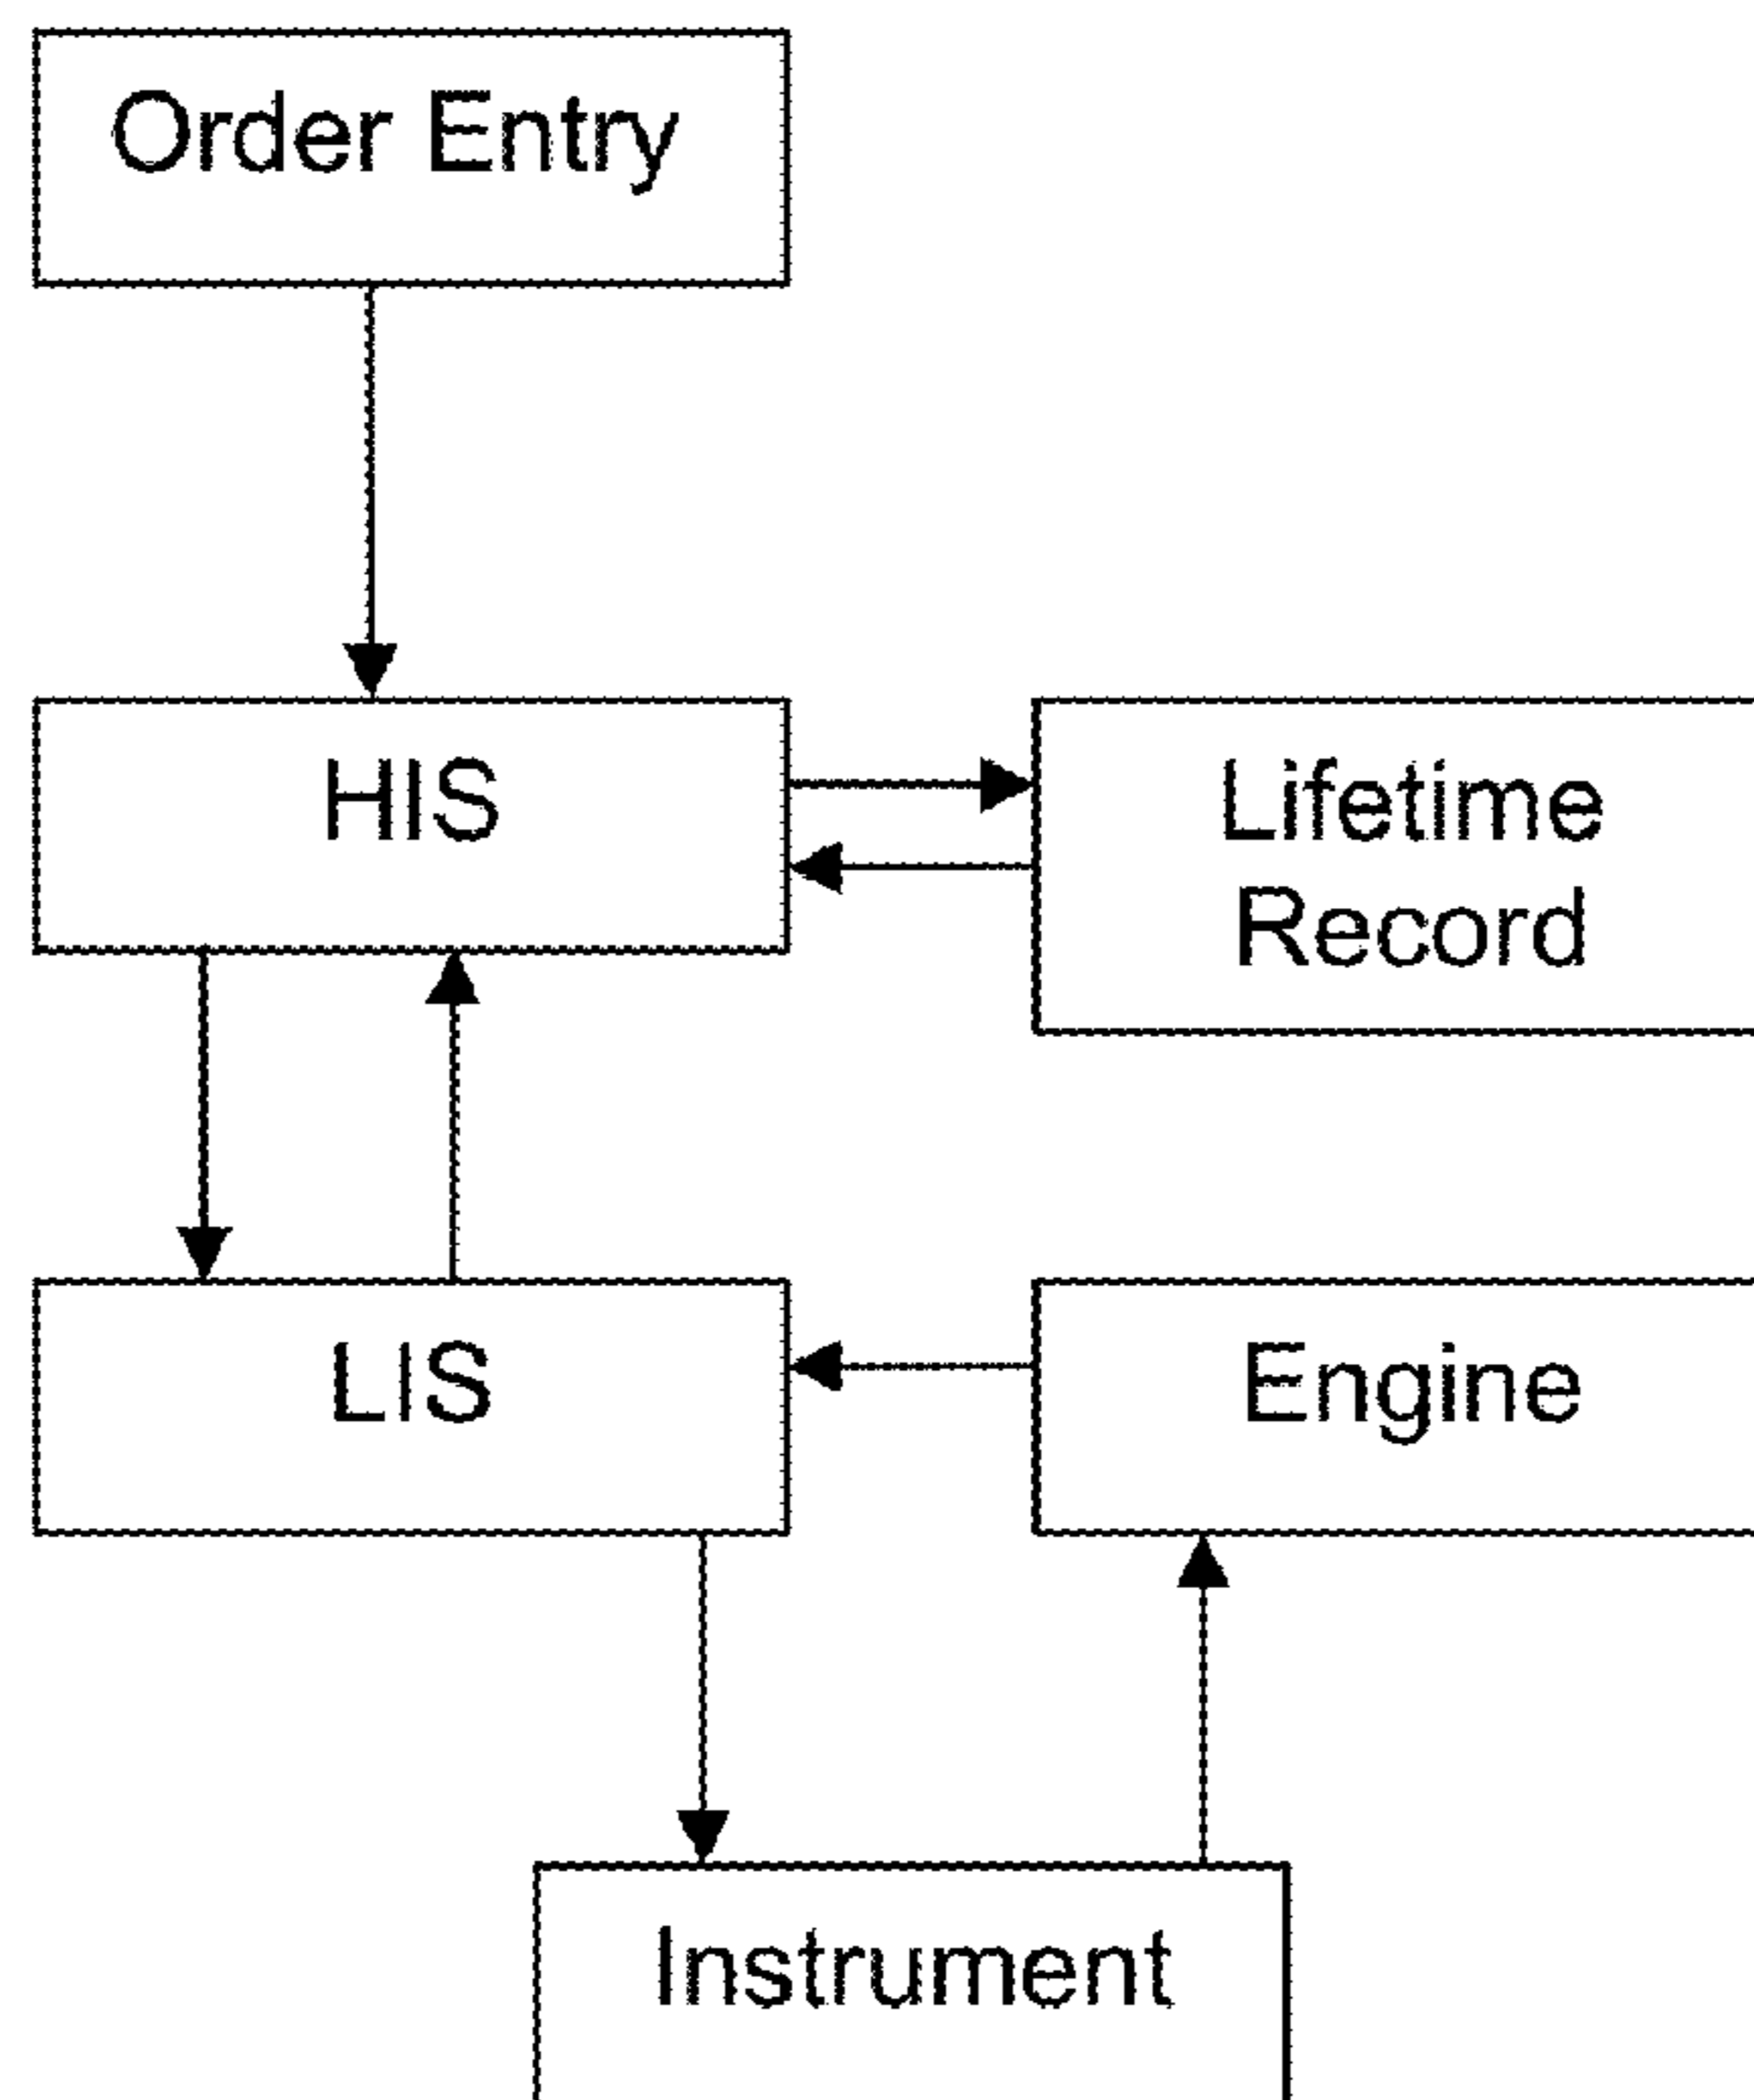 Order Entry
HIS
Lifetime
Record
LIS
Engine
Instrument